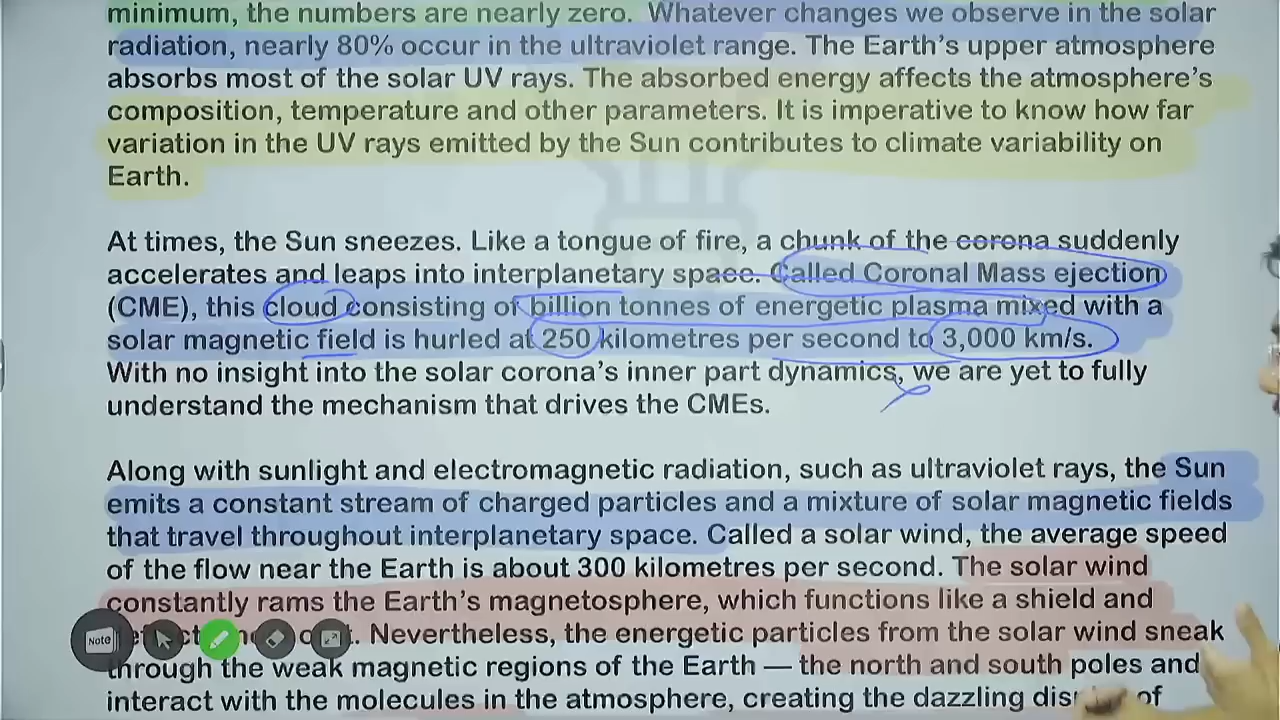 minimum, the numbers are nearly zero. Whatever changes we observe in the solar
radiation, nearly 80% occur in the ultraviolet range. The Earth's upper atmosphere
absorbs most of the solar UV rays. The absorbed energy affects the atmosphere's
composition, temperature and other parameters. It is imperative to know how far
variation in the UV rays emitted by the Sun contributes to climate variability on
Earth.
At times, the Sun sneezes. Like a tongue of fire, a chunk of the corona suddenly
accelerates and leaps into interplanetary space. Called Coronal Mass ejection
(CME), this cloud consisting of billion tonnes of energetic plasma mixed with a
solar magnetic field is hurled at 250 kilometres per second to 3,000 km/s.
With no insight into the solar corona's inner part dynamics, we are yet to fully
understand the mechanism that drives the CMEs.
Along with sunlight and electromagnetic radiation, such as ultraviolet rays, the Sun
emits a constant stream of charged particles and a mixture of solar magnetic fields
that travel throughout interplanetary space. Called a solar wind, the average speed
of the flow near the Earth is about 300 kilometres per second. The solar wind
constantly rams the Earth's magnetosphere, which functions like a shield and
Nevertheless, the energetic particles from the solar wind sneak
through the weak magnetic regions of the Earth — the north and south poles and
interact with the molecules in the atmosphere, creating the dazzling of
Note